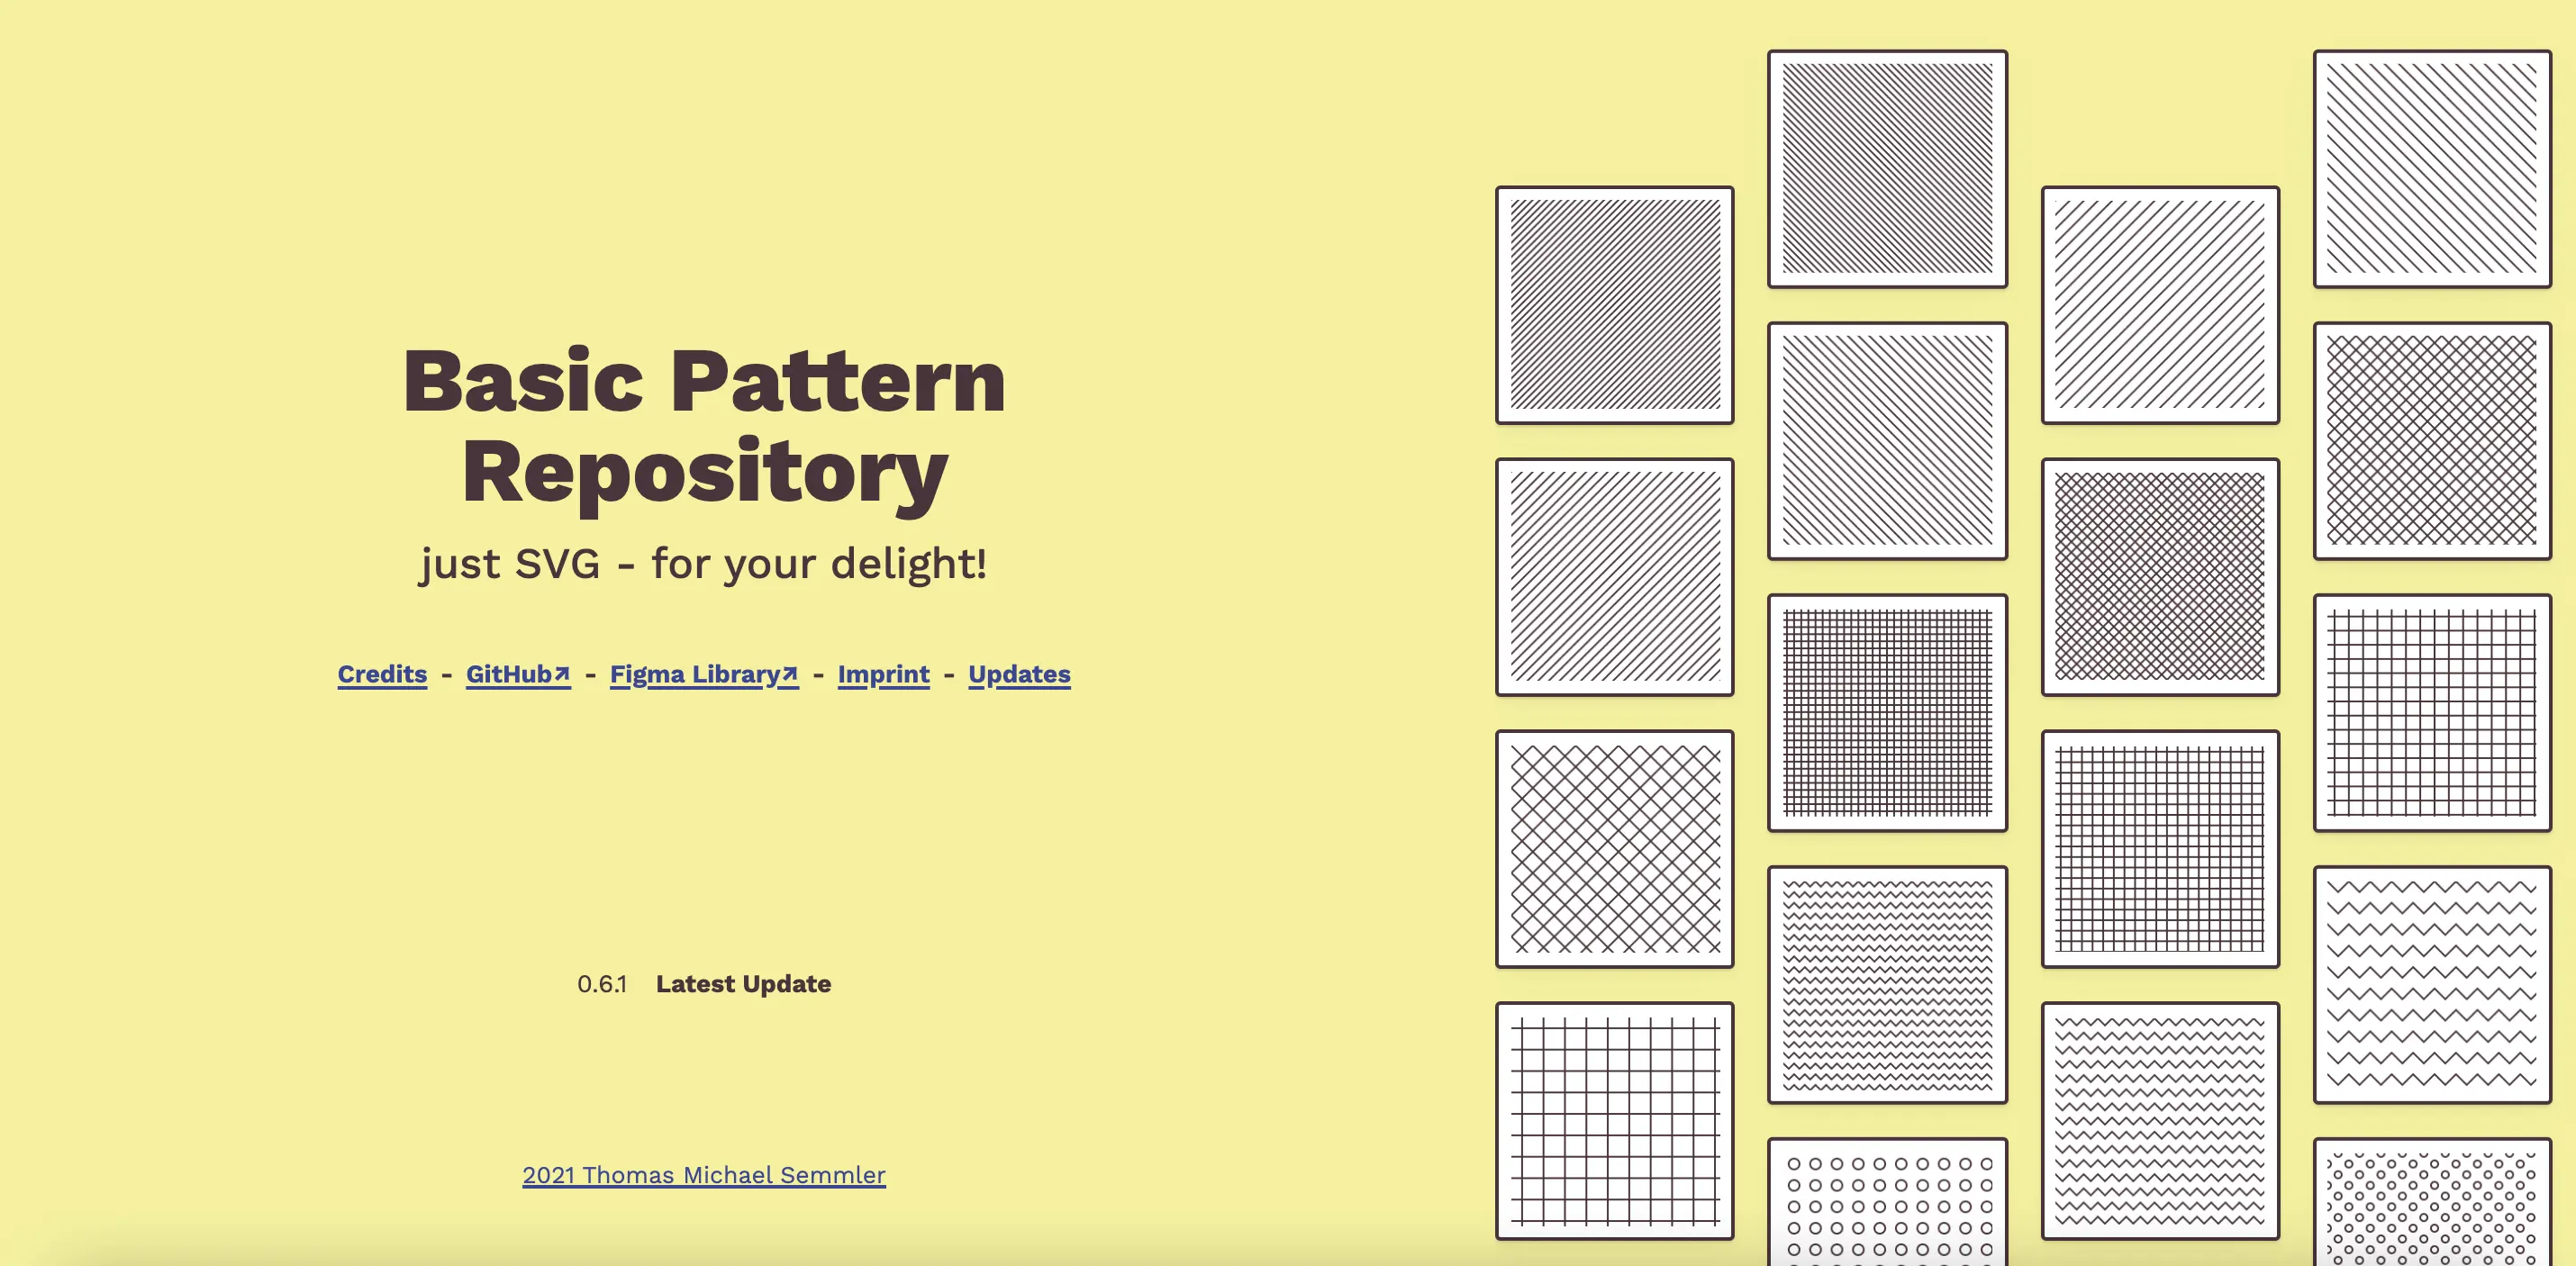 Basic Pattern
Repository
just SVG - for your delight!
Credits - GitHub↗ - Figma Library↗ - Imprint - Updates
0.6.1 Latest Update
2021 Thomas Michael Semmler